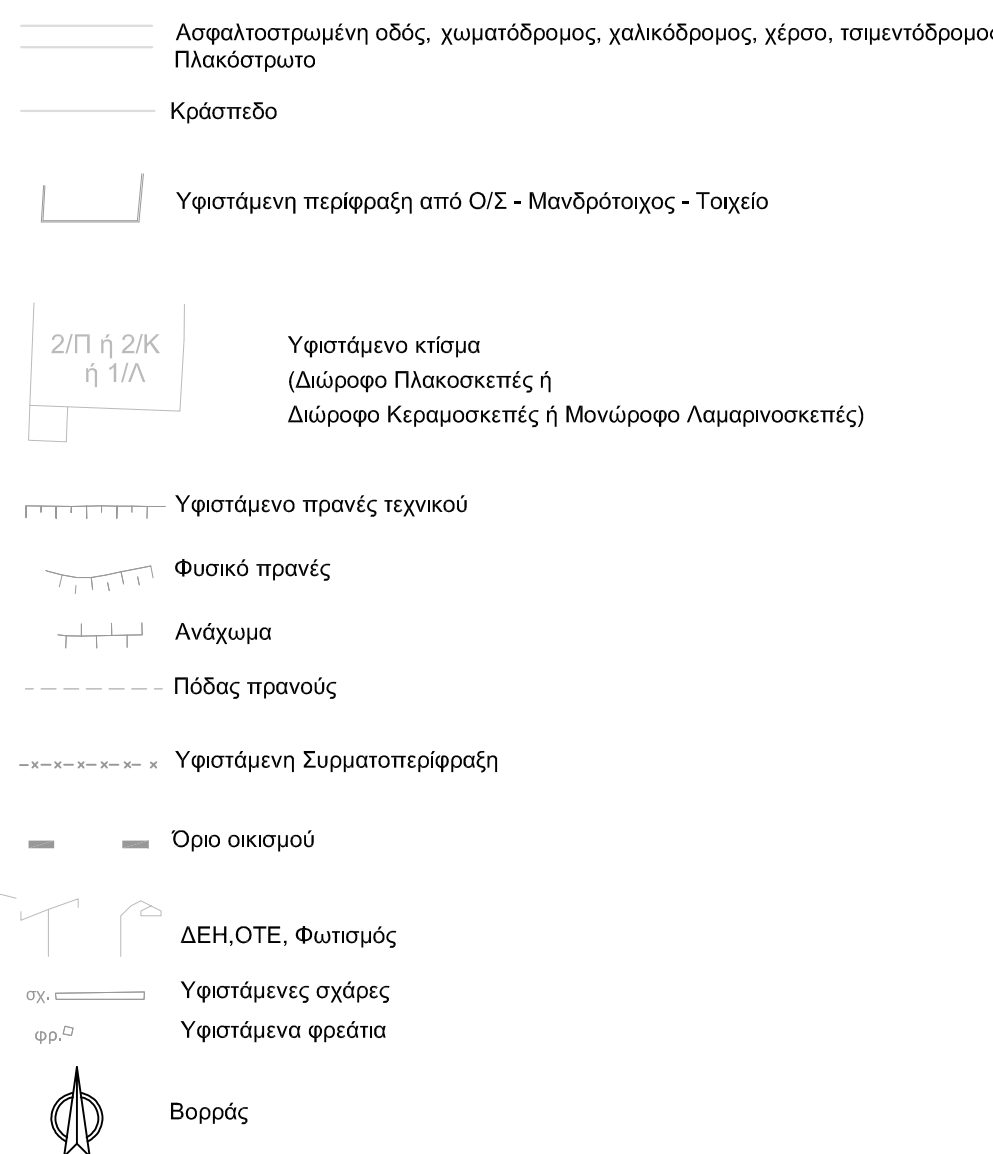 Ασφαλτοστρωμένη οδός, χωματόδρομος, χαλικόδρομος, χέρσο, τσιμεντόδρομος
Πλακόστρωτο
Κράσπεδο
Υφιστάμενη περίφραξη από Ο/Σ - Μανδρότοιχος - Τοιχείο
2/Π ή 2/Κ
ή 1/Λ
Υφιστάμενο κτίσμα
(Διώροφο Πλακοσκεπές ή
Διώροφο Κεραμοσκεπές ή Μονώροφο Λαμαρινοσκεπές)
Υφιστάμενο πρανές τεχνικού
Φυσικό πρανές
Ανάχωμα
Πόδας πρανούς
Υφιστάμενη Συρματοπερίφραξη
Όριο οικισμού
ΔΕΗ,ΟΤΕ, Φωτισμός
σχ. Υφιστάμενες σχάρες
φρ. Υφιστάμενα φρεάτια
Βορράς